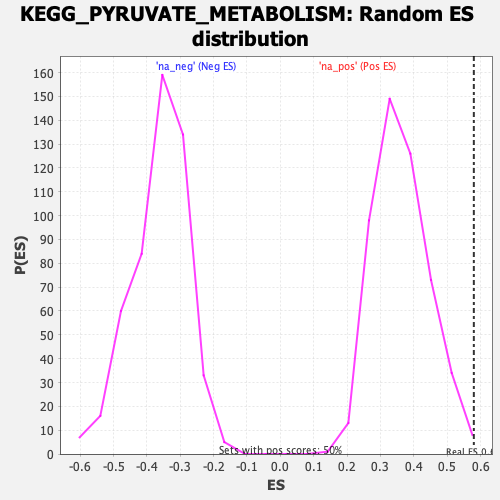 KEGG_PYRUVATE_METABOLISM: Random ES
distribution
'na_neg' (Neg ES)
'na_pos' (Pos ES)
160
150
140
130
120
110
100
90
80
70
60
50
40
30
20
10
0
P(ES)
Sets with pos scores: 50%
Real ES 0.6
-0.6 -0.5 -0.4 -0.3 -0.2 -0.1 0.0 0.1 0.2 0.3 0.4 0.5 0.6
ES